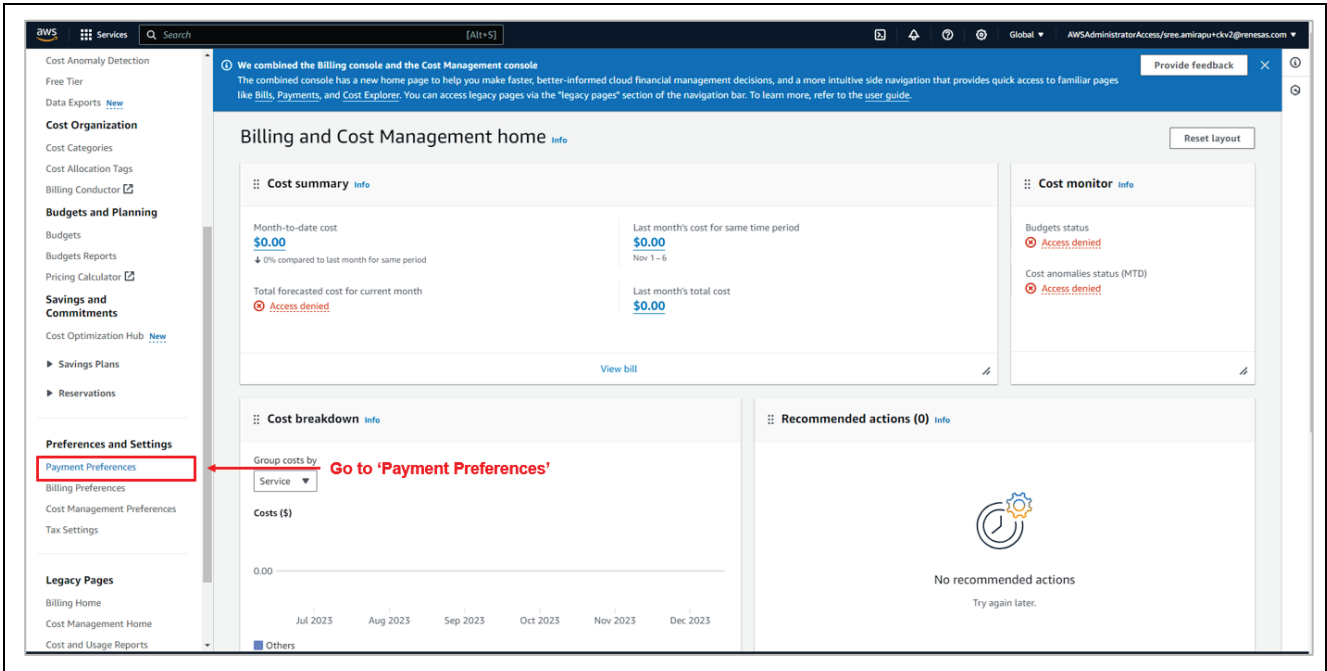 aws
Services
Search
[Alt+S]
Global
AWSAdministratorAccess/sree.amirapu+ckv2@renesas.com
Cost Anomaly Detection
Free Tier
Data Exports New
Cost Organization
Cost Categories
Cost Allocation Tags
Billing Conductor
Budgets and Planning
Budgets
Budgets Reports
Pricing Calculator
Savings and
Commitments
Cost Optimization Hub New
Savings Plans
Reservations
Preferences and Settings
Payment Preferences
Billing Preferences
Cost Management Preferences
Tax Settings
Legacy Pages
Billing Home
Cost Management Home
Cost and Usage Reports
We combined the Billing console and the Cost Management console
The combined console has a new home page to help you make faster, better-informed cloud financial management decisions, and a more intuitive side navigation that provides quick access to familiar pages
like Bills, Payments, and Cost Explorer. You can access legacy pages via the "legacy pages" section of the navigation bar. To learn more, refer to the user guide.
Provide feedback
Billing and Cost Management home Info
Reset layout
Cost summary Info
Month-to-date cost
$0.00
0% compared to last month for same period
Last month's cost for same time period
$0.00
Nov 1 – 6
Total forecasted cost for current month
Access denied
Last month's total cost
$0.00
View bill
Cost monitor Info
Budgets status
Access denied
Cost anomalies status (MTD)
Access denied
Cost breakdown Info
Group costs by
Service
Go to ‘Payment Preferences’
Costs ($)
0.00
Jul 2023 Aug 2023 Sep 2023 Oct 2023 Nov 2023 Dec 2023
Others
Recommended actions (0) Info
No recommended actions
Try again later.